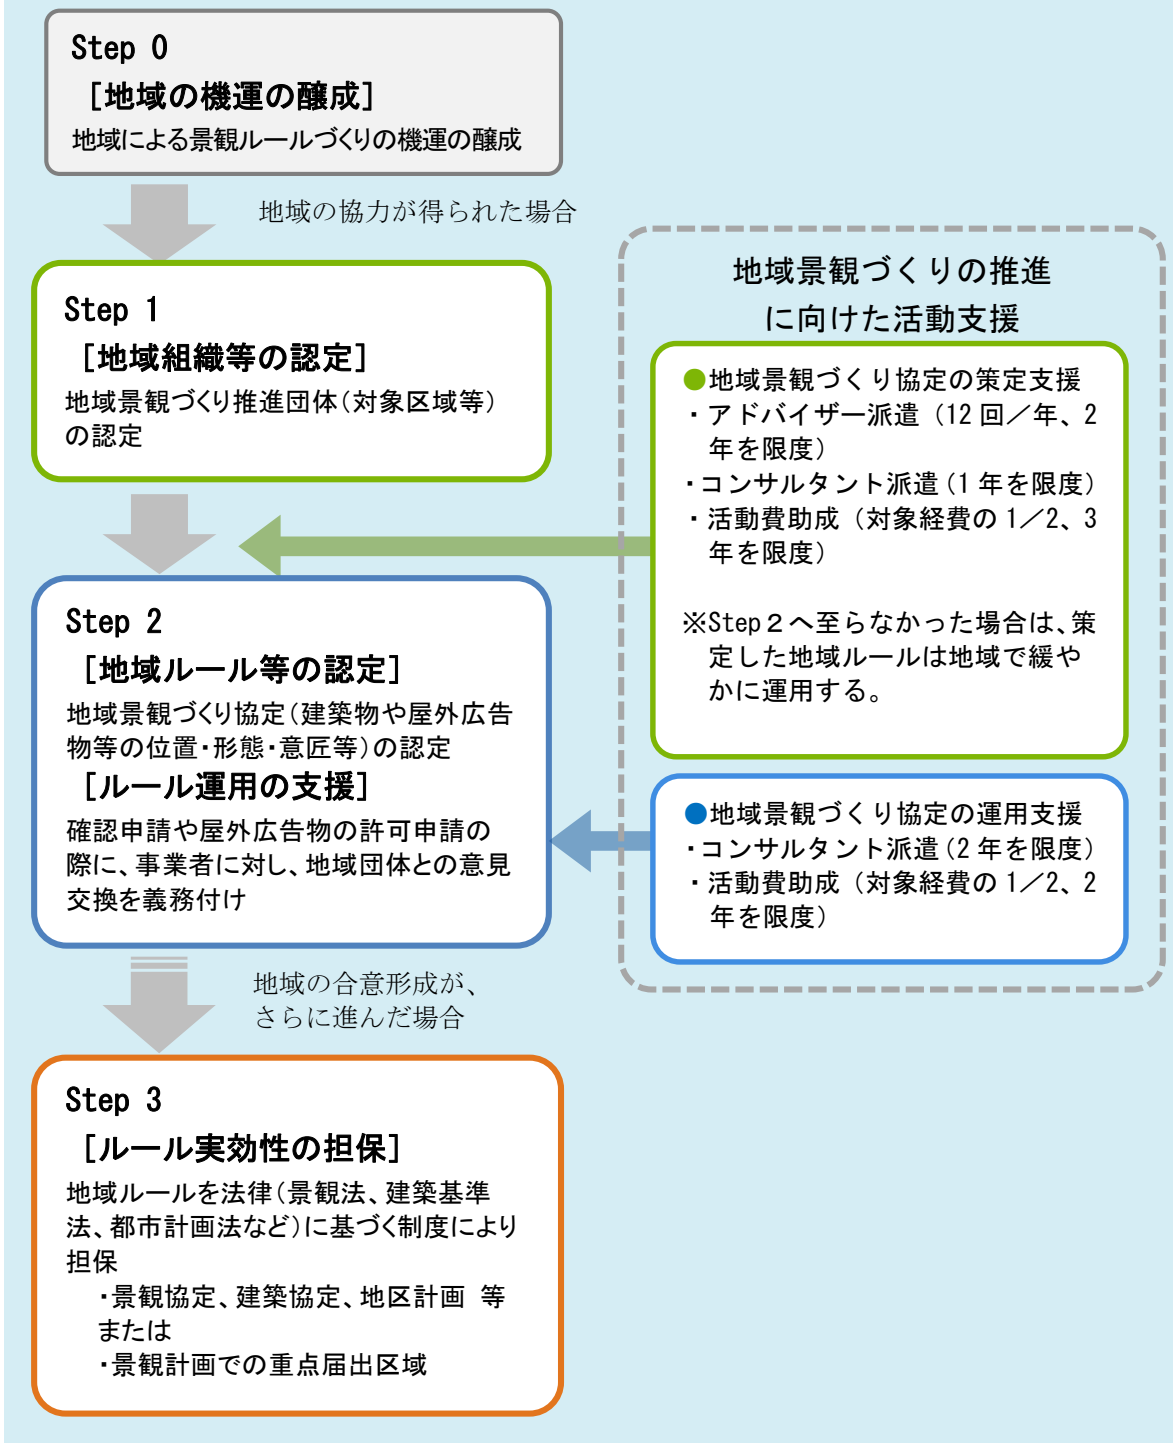 Step 0
［地域の機運の醸成］
地域による景観ルールづくりの機運の醸成
地域の協力が得られた場合
Step 1
［地域組織等の認定］
地域景観づくり推進団体（対象区域等）
の認定
Step 2
［地域ルール等の認定］
地域景観づくり協定（建築物や屋外広告
物等の位置・形態・意匠等）の認定
［ルール運用の支援］
確認申請や屋外広告物の許可申請の
際に、事業者に対し、地域団体との意見
交換を義務付け
地域の合意形成が、
さらに進んだ場合
Step 3
［ルール実効性の担保］
地域ルールを法律（景観法、建築基準
法、都市計画法など）に基づく制度により
担保
・景観協定、建築協定、地区計画 等
または
・景観計画での重点届出区域
地域景観づくりの推進
に向けた活動支援
●地域景観づくり協定の策定支援
・アドバイザー派遣（12回／年、2
年を限度）
・コンサルタント派遣（1年を限度）
・活動費助成（対象経費の1／2、3
年を限度）
※Step２へ至らなかった場合は、策
定した地域ルールは地域で緩や
かに運用する。
●地域景観づくり協定の運用支援
・コンサルタント派遣（2年を限度）
・活動費助成（対象経費の1／2、2
年を限度）